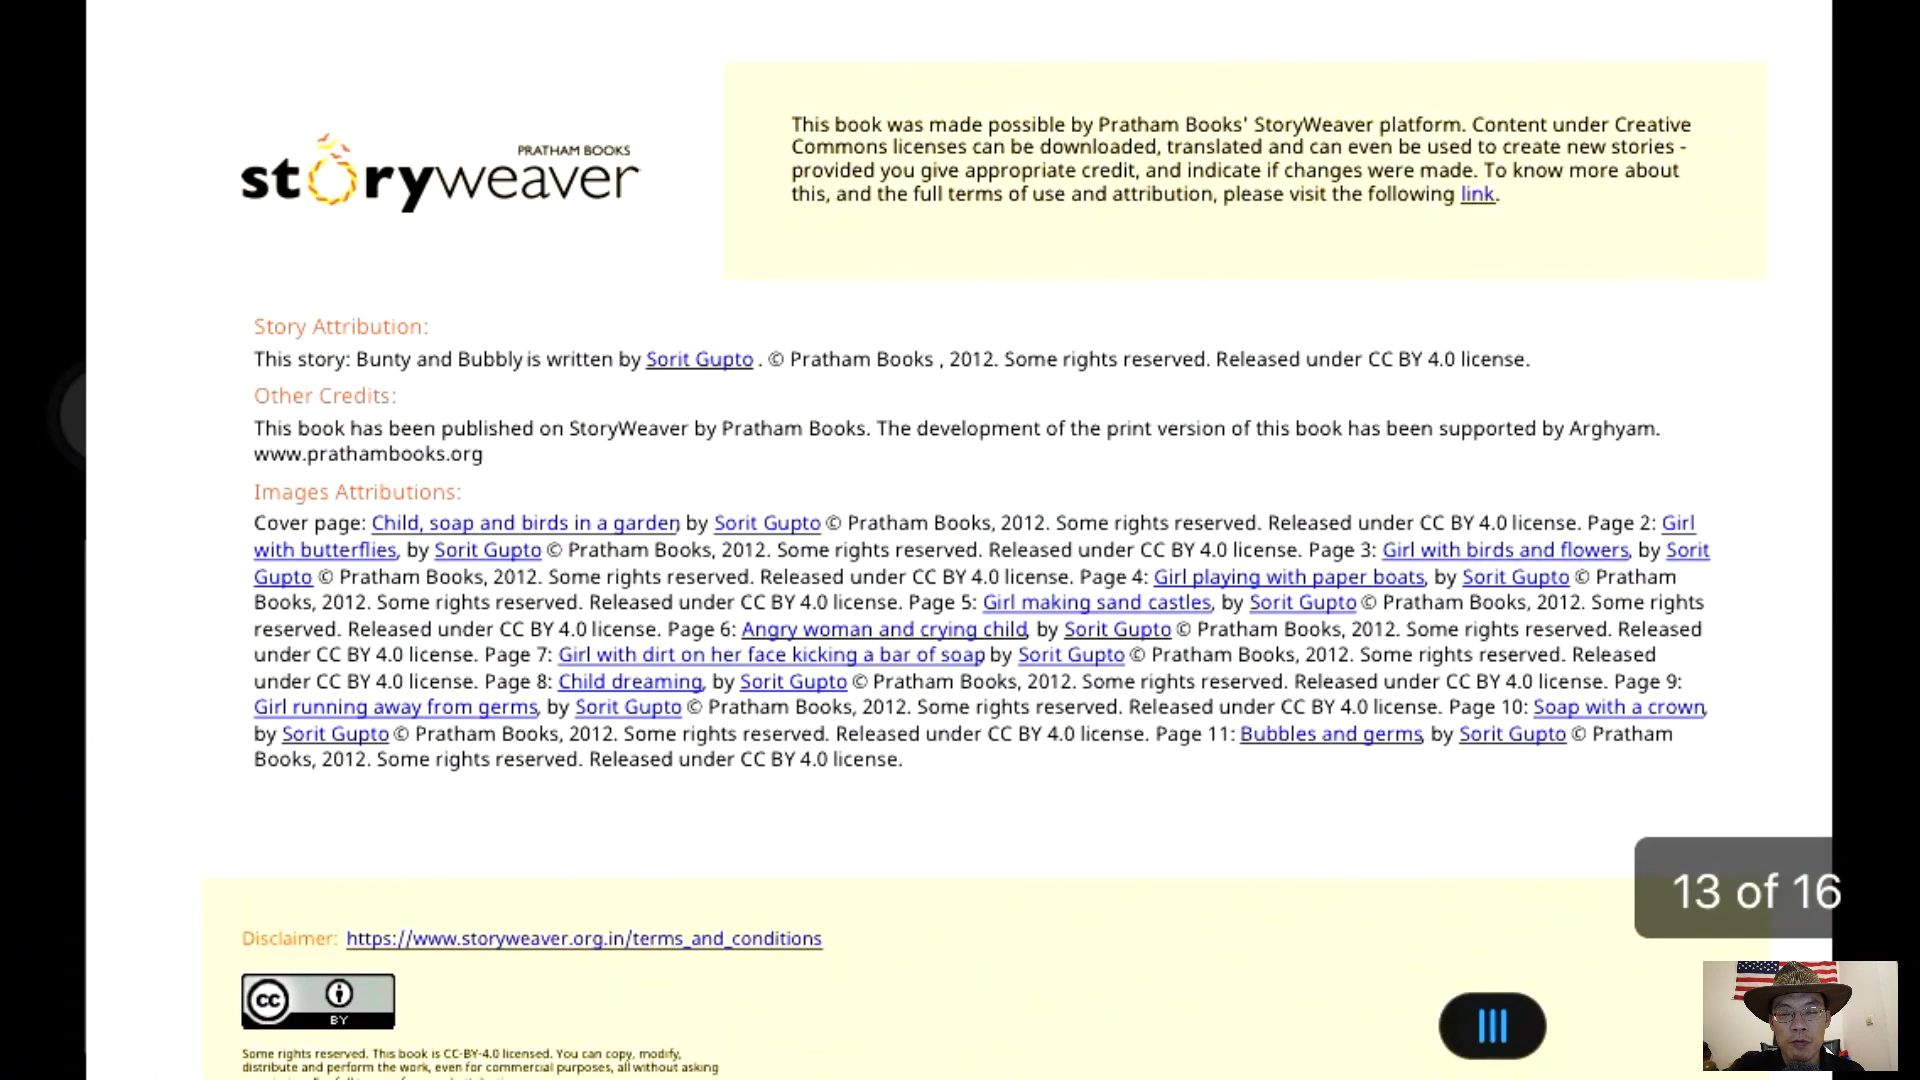 PRATHAM BOOKS
storyweaver
This book was made possible by Pratham Books' StoryWeaver platform. Content under Creative
Commons licenses can be downloaded, translated and can even be used to create new stories -
provided you give appropriate credit, and indicate if changes were made. To know more about
this, and the full terms of use and attribution, please visit the following link.
Story Attribution:
This story: Bunty and Bubbly is written by Sorit Gupto . © Pratham Books , 2012. Some rights reserved. Released under CC BY 4.0 license.
Other Credits:
This book has been published on StoryWeaver by Pratham Books. The development of the print version of this book has been supported by Arghyam.
www.prathambooks.org
Images Attributions:
Cover page: Child, soap and birds in a garden by Sorit Gupto © Pratham Books, 2012. Some rights reserved. Released under CC BY 4.0 license. Page 2: Girl
with butterflies, by Sorit Gupto © Pratham Books, 2012. Some rights reserved. Released under CC BY 4.0 license. Page 3: Girl with birds and flowers, by Sorit
Gupto © Pratham Books, 2012. Some rights reserved. Released under CC BY 4.0 license. Page 4: Girl playing with paper boats, by Sorit Gupto © Pratham
Books, 2012. Some rights reserved. Released under CC BY 4.0 license. Page 5: Girl making sand castles, by Sorit Gupto © Pratham Books, 2012. Some rights
reserved. Released under CC BY 4.0 license. Page 6: Angry woman and crying child, by Sorit Gupto © Pratham Books, 2012. Some rights reserved. Released
under CC BY 4.0 license. Page 7: Girl with dirt on her face kicking a bar of soap by Sorit Gupto © Pratham Books, 2012. Some rights reserved. Released
under CC BY 4.0 license. Page 8: Child dreaming, by Sorit Gupto © Pratham Books, 2012. Some rights reserved. Released under CC BY 4.0 license. Page 9:
Girl running away from germs, by Sorit Gupto © Pratham Books, 2012. Some rights reserved. Released under CC BY 4.0 license. Page 10: Soap with a crown,
by Sorit Gupto © Pratham Books, 2012. Some rights reserved. Released under CC BY 4.0 license. Page 11: Bubbles and germs, by Sorit Gupto © Pratham
Books, 2012. Some rights reserved. Released under CC BY 4.0 license.
13 of 16
Disclaimer: https://www.storyweaver.org.in/terms_and_conditions
cc
BY
Some rights reserved. This book is CC-BY-4.0 licensed. You can copy, modify,
distribute and perform the work, even for commercial purposes, all without asking